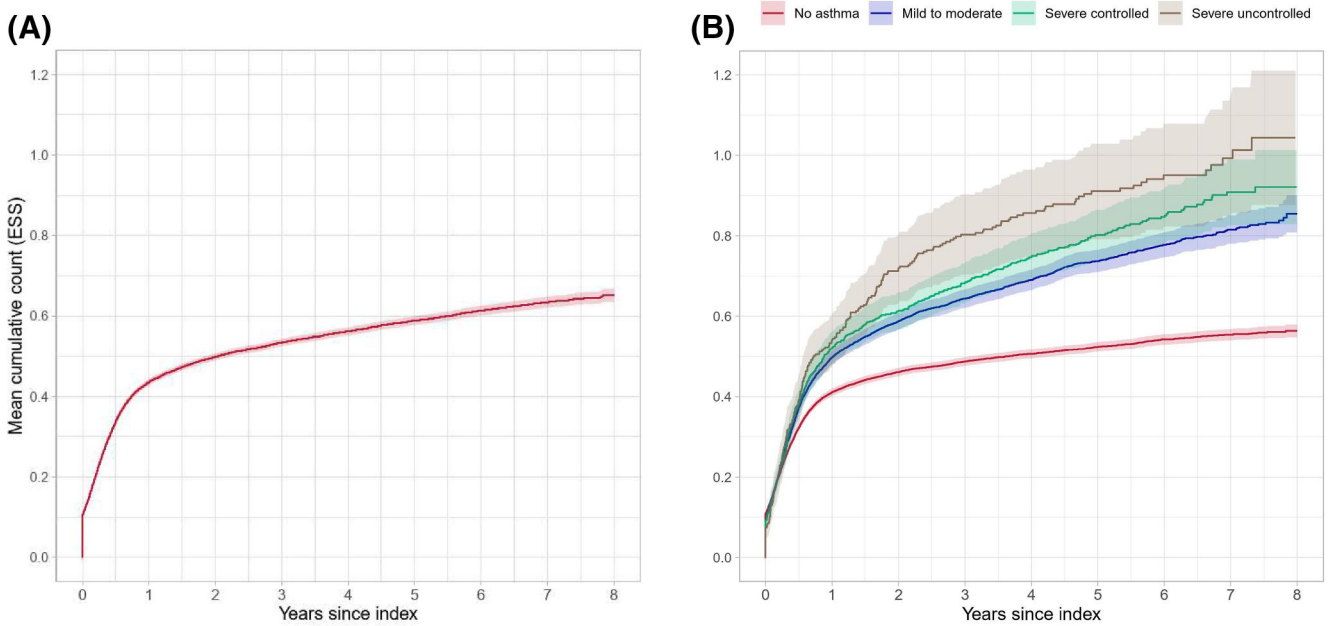 (A)
Mean cumulative count (ESS)
1.2
1.0
0.8
0.6
0.4
0.2
0.0
0 1 2 3 4 5 6 7 8
Years since index
(B)
No asthma Mild to moderate Severe controlled Severe uncontrolled
1.2
1.0
0.8
0.6
0.4
0.2
0.0
0 1 2 3 4 5 6 7 8
Years since index